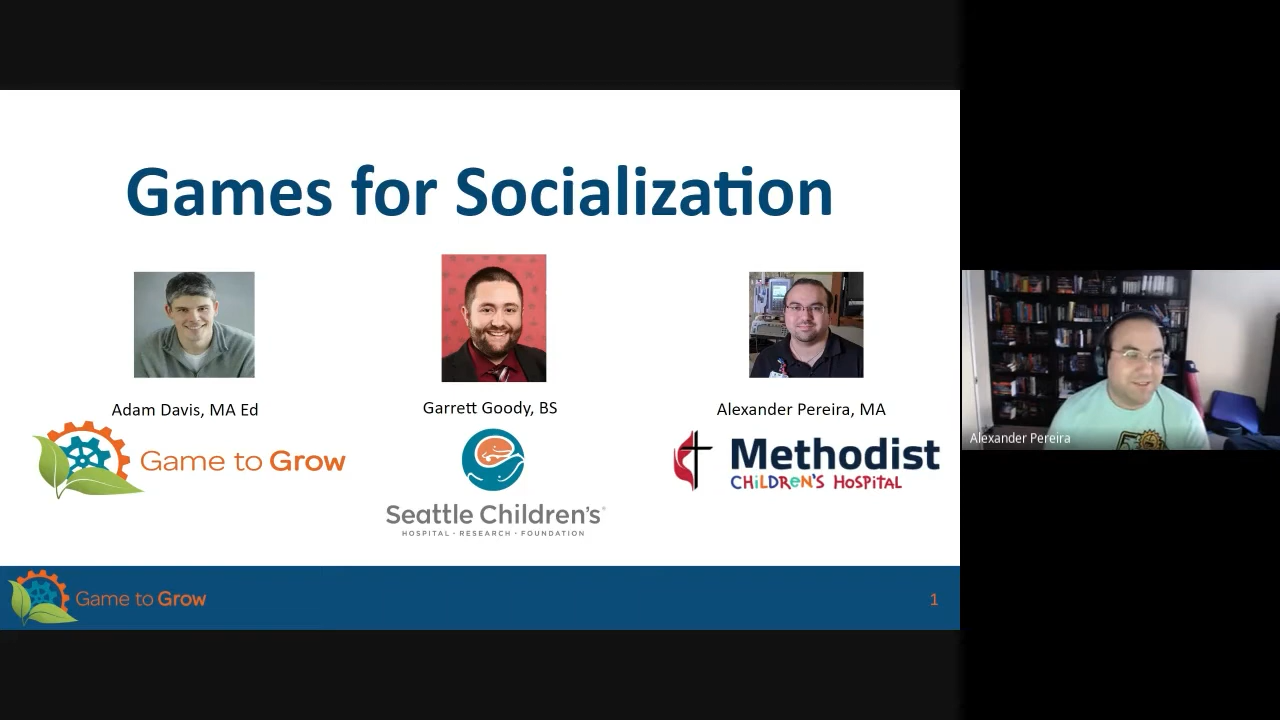 Games for Socialization
Adam Davis, MA Ed
Garrett Goody, BS
Alexander Pereira, MA
Game to Grow
Seattle Children's®
HOSPITAL • RESEARCH • FOUNDATION
Methodist
CHiLDReN'S HOSPiTAL
Alexander Pereira
Game to Grow
1